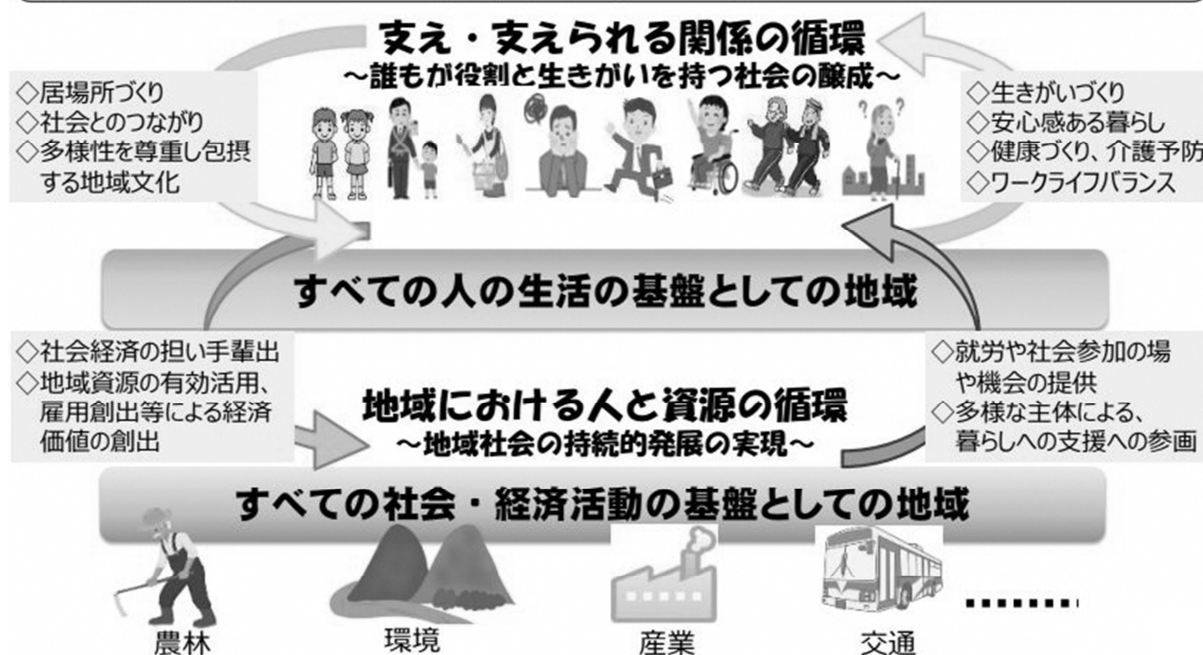 支え・支えられる関係の循環
～誰もが役割と生きがいを持つ社会の醸成～
◇居場所づくり
◇社会とのつながり
◇多様性を尊重し包摂
する地域文化
◇生きがいづくり
◇安心感ある暮らし
◇健康づくり、介護予防
◇ワークライフバランス
? ?
すべての人の生活の基盤としての地域
◇社会経済の担い手輩出
◇地域資源の有効活用、
雇用創出等による経済
価値の創出
地域における人と資源の循環
～地域社会の持続的発展の実現～
◇就労や社会参加の場
や機会の提供
◇多様な主体による、
暮らしへの支援への参画
すべての社会・経済活動の基盤としての地域
農林
環境
産業
交通